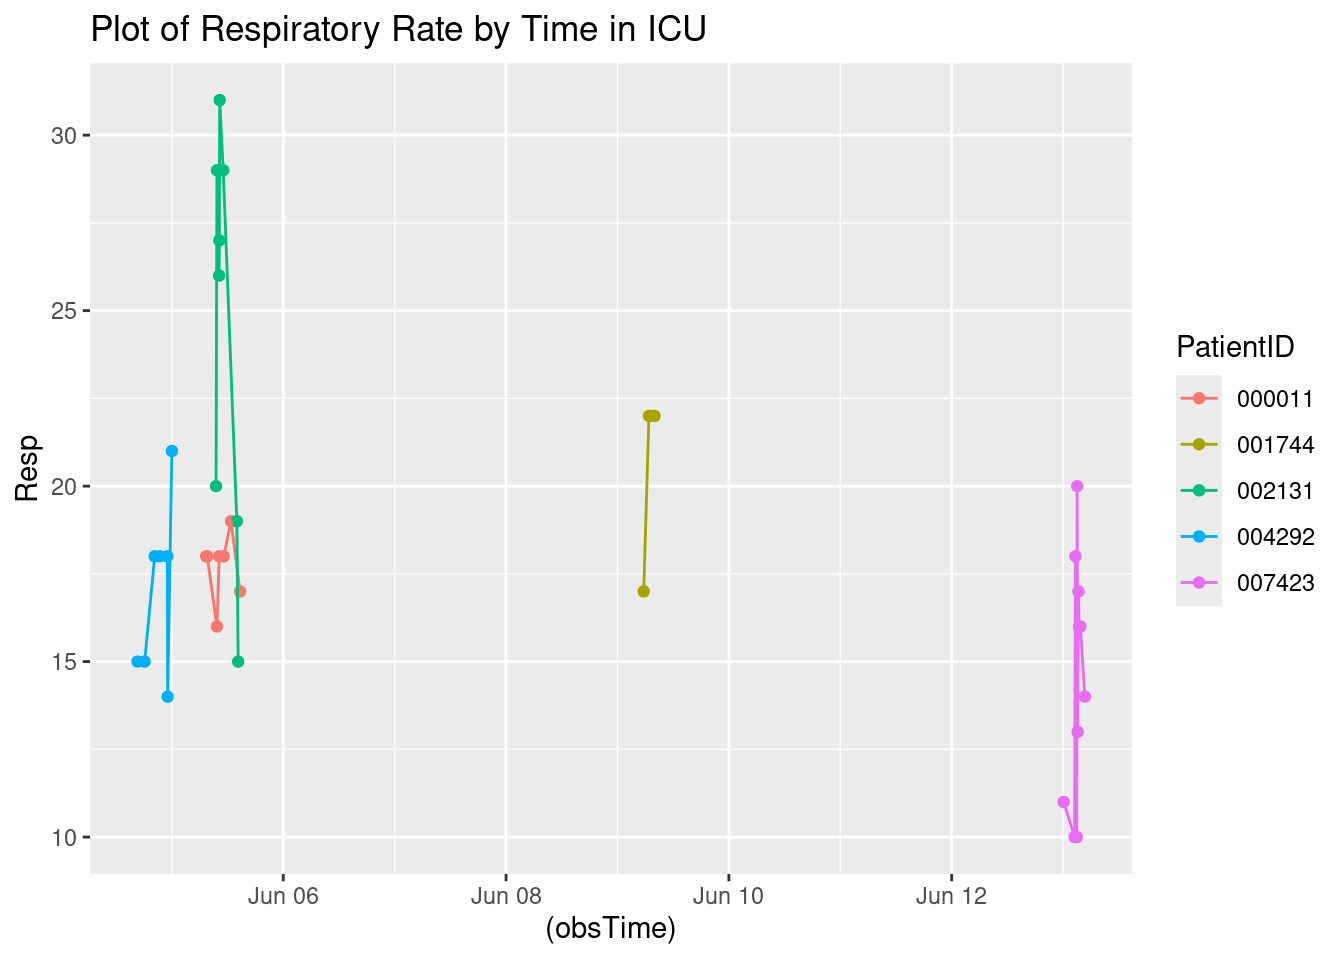 Plot of Respiratory Rate by Time in ICU
30
25
20
15
10
Resp
Jun 06
Jun 08
Jun 10
Jun 12
(obsTime)
PatientID
000011
001744
002131
004292
007423